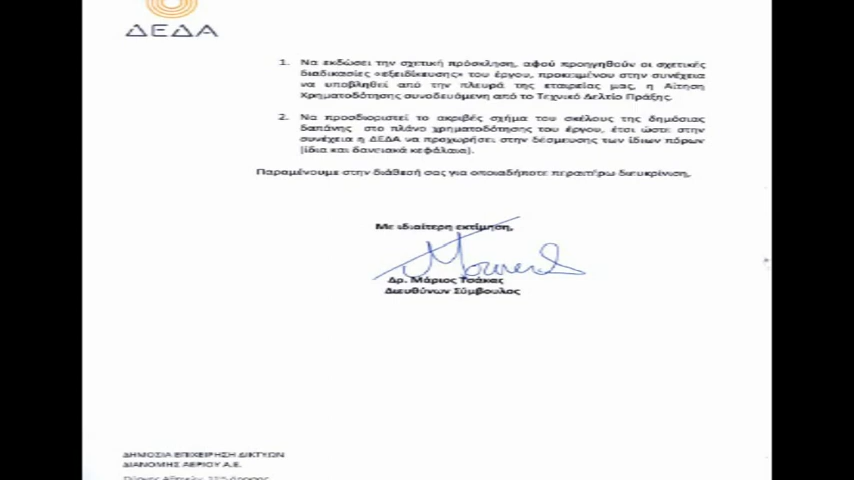 ΔΕΔΑ
1. Να εκδώσει την σχετική πρόσκληση, αφού προηγηθούν οι σχετικής
διαδικασίες «εξειδίκευσης» του έργου, προκειμένου στην συνέχεια
να υποβληθεί από την πλευρά της εταιρείας μας, η Αίτηση
Χρηματοδότησης συνοδευόμενη από το Τεχνικό Δελτίο Πράξης.
2. Να προσδιοριστεί το ακριβές σχήμα του σκέλους της δημόσιας
δαπάνης στο πλάνο χρηματοδότησης του έργου, έτσι ώστε στην
συνέχεια η ΔΕΔΑ να προχωρήσει στην δέσμευσης των ίδιων πόρων
(ίδια και δανειακά κεφάλαια).
Παραμένουμε στην διάθεσή σας για οποιαδήποτε περαιτέρω διευκρίνιση,
Με ιδιαίτερη εκτίμηση,
Δρ. Μάριος Τσάκας
Διευθύνων Σύμβουλος
ΔΗΜΟΣΙΑ ΕΠΙΧΕΙΡΗΣΗ ΔΙΚΤΥΩΝ
ΔΙΑΝΟΜΗΣ ΑΕΡΙΟΥ Α.Ε.